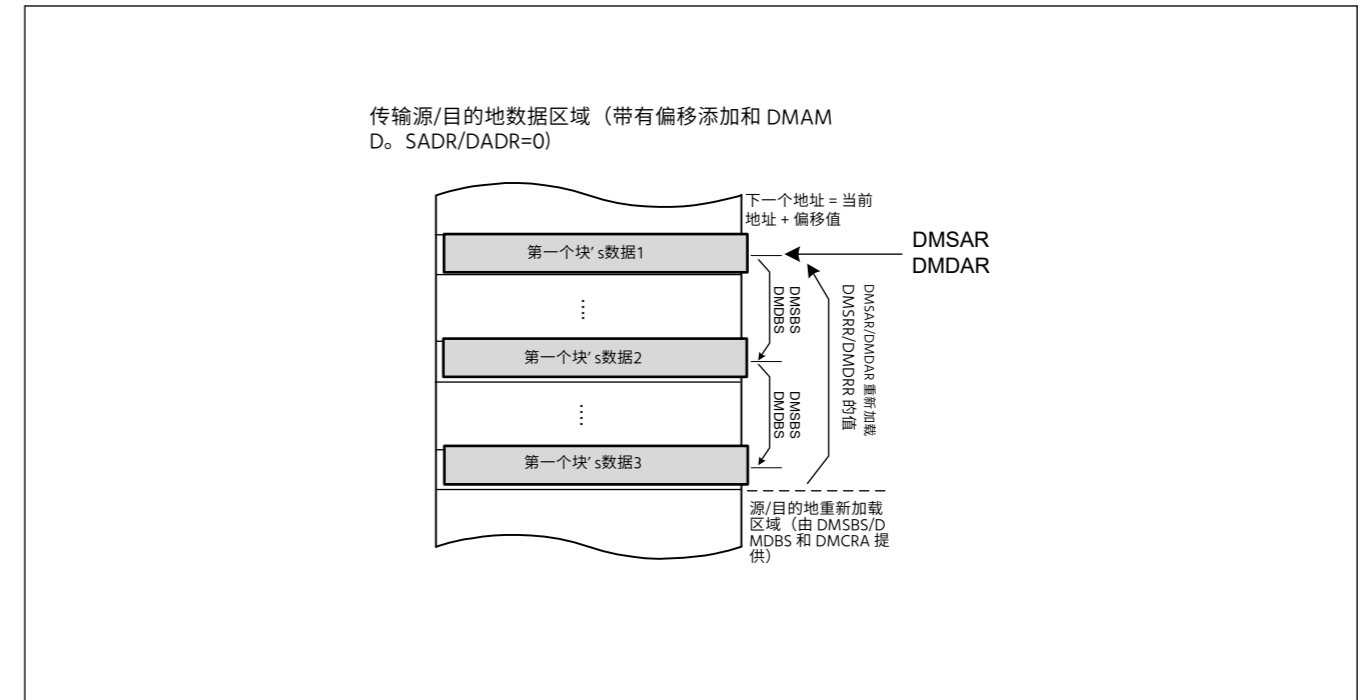 传输源/目的地数据区域（带有偏移添加和 DMAM
D。SADR/DADR=0)
下一个地址 = 当前
地址 + 偏移值
第一个块’s数据1
DMSAR
DMDAR
⋮
DMSBS
DMDBS
DMSAR/DMDAR 重新加载
DMSRR/DMDRR 的值
第一个块’s数据2
⋮
DMSBS
DMDBS
第一个块’s数据3
源/目的地重新加载
区域（由 DMSBS/D
MDBS 和 DMCRA 提
供）